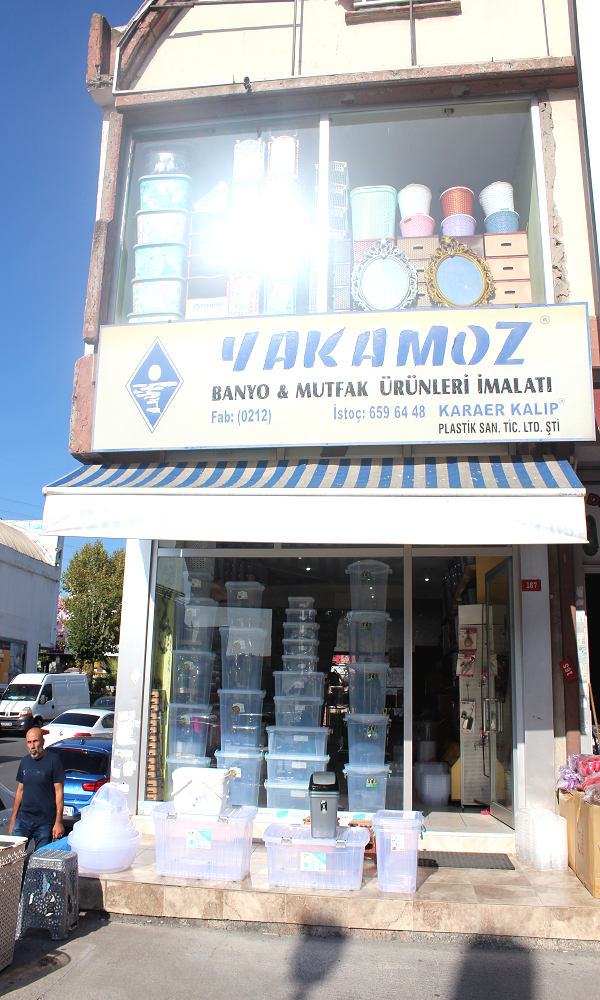 YAKAMOZ ®
BANYO & MUTFAK ÜRÜNLERİ İMALATI
Fab: (0212) İstoç: 659 64 48 KARAER KALIP
PLASTİK SAN. TİC. LTD. ŞTİ
167
165